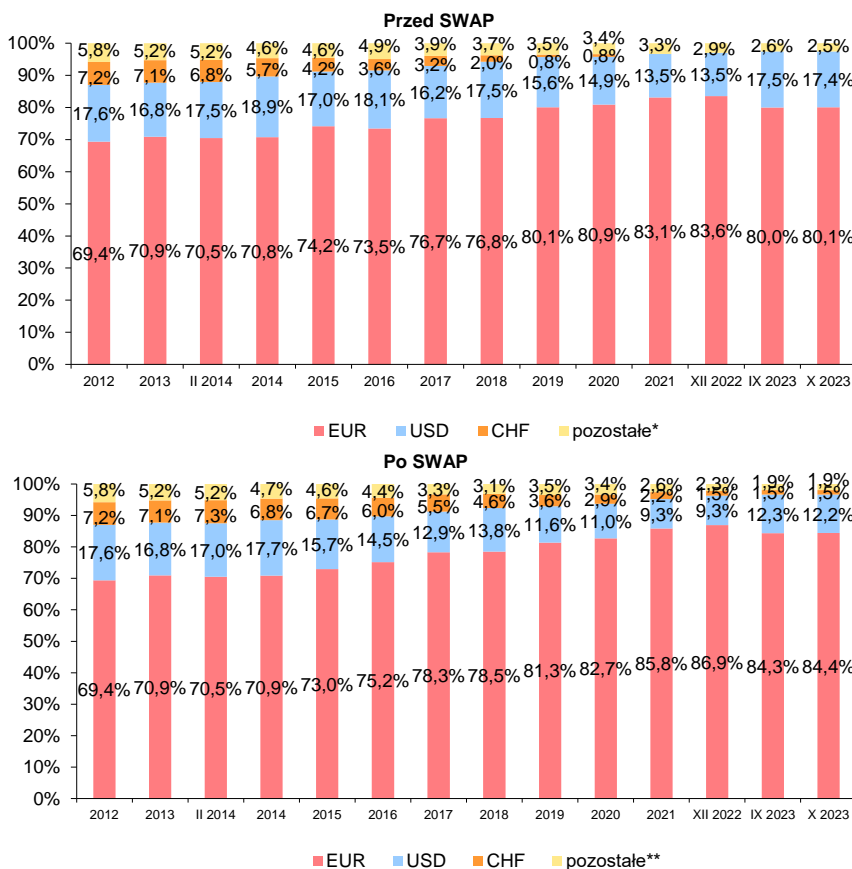 Przed SWAP
100%
90%
80%
70%
60%
50%
40%
30%
20%
10%
0%
5,8% 5,2% 5,2% 4,6% 4,6% 4,9% 3,9% 3,7% 3,5% 3,4% 3,3% 2,9% 2,6% 2,5%
7,2% 7,1% 6,8% 5,7% 4,2% 3,6% 3,2% 2,0% 0,8% 0,8%
17,6% 16,8% 17,5% 18,9% 17,0% 18,1% 16,2% 17,5% 15,6% 14,9% 13,5% 13,5% 17,5% 17,4%
69,4% 70,9% 70,5% 70,8% 74,2% 73,5% 76,7% 76,8% 80,1% 80,9% 83,1% 83,6% 80,0% 80,1%
2012 2013 II 2014 2014 2015 2016 2017 2018 2019 2020 2021 XII 2022 IX 2023 X 2023
EUR USD CHF pozostałe*
Po SWAP
100%
90%
80%
70%
60%
50%
40%
30%
20%
10%
0%
5,8% 5,2% 5,2% 4,7% 4,6% 4,4% 3,3% 3,1% 3,5% 3,4% 2,6% 2,3% 1,9% 1,9%
7,2% 7,1% 7,3% 6,8% 6,7% 6,0% 5,5% 4,6% 3,6% 2,9% 2,2% 1,5% 1,5% 1,5%
17,6% 16,8% 17,0% 17,7% 15,7% 14,5% 12,9% 13,8% 11,6% 11,0% 9,3% 9,3% 12,3% 12,2%
69,4% 70,9% 70,5% 70,9% 73,0% 75,2% 78,3% 78,5% 81,3% 82,7% 85,8% 86,9% 84,3% 84,4%
2012 2013 II 2014 2014 2015 2016 2017 2018 2019 2020 2021 XII 2022 IX 2023 X 2023
EUR USD CHF pozostałe**